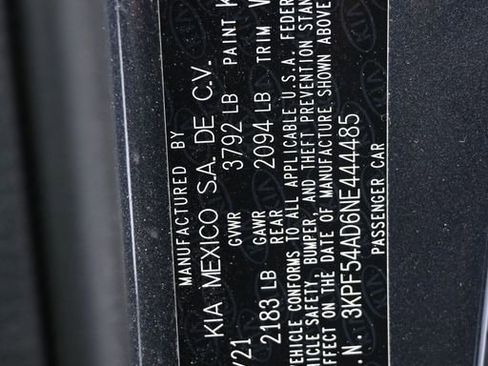 MANUFACTURED BY
KIA MEXICO S.A. DE C.V.
/21 GVWR 3792 LB PAINT K
2183 LB GAWR REAR 2094 LB TRIM
VEHICLE CONFORMS TO ALL APPLICABLE U.S.A. FEDER
HICLE SAFETY, BUMPER, AND THEFT PREVENTION STAN
EFFECT ON THE DATE OF MANUFACTURE SHOWN ABOVE
.N. 3KPF54AD6NE444485
PASSENGER CAR